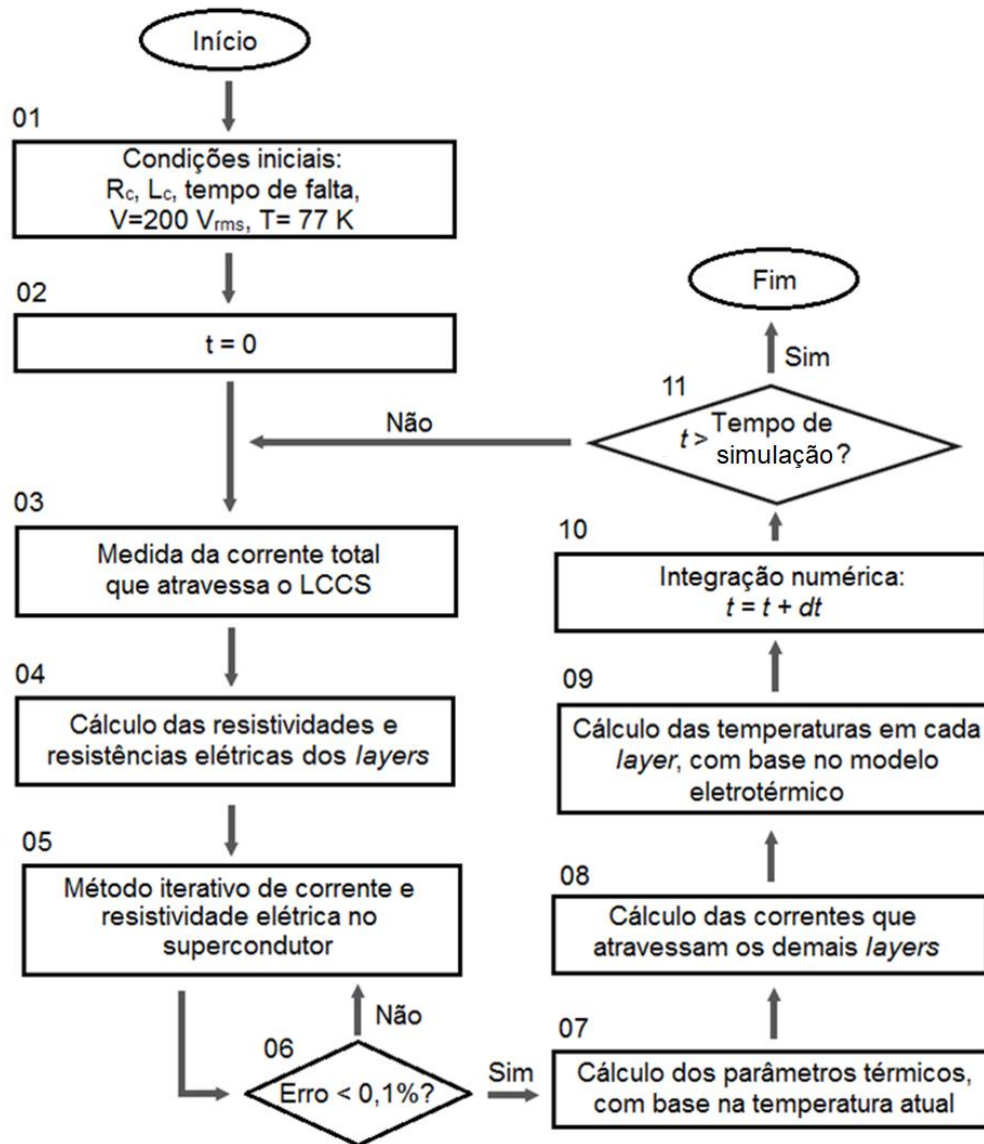 Início
01
Condições iniciais:
Rc, Lc, tempo de falta,
V=200 Vrms, T= 77 K
02
t = 0
03
Medida da corrente total
que atravessa o LCCS
04
Cálculo das resistividades e
resistências elétricas dos layers
05
Método iterativo de corrente e
resistividade elétrica no
supercondutor
Não
06
Erro < 0,1%?
Sim
07
Cálculo dos parâmetros térmicos,
com base na temperatura atual
08
Cálculo das correntes que
atravessam os demais layers
09
Cálculo das temperaturas em cada
layer, com base no modelo
eletrotérmico
10
Integração numérica:
t = t + dt
11
t > Tempo de
simulação?
Não
Sim
Fim